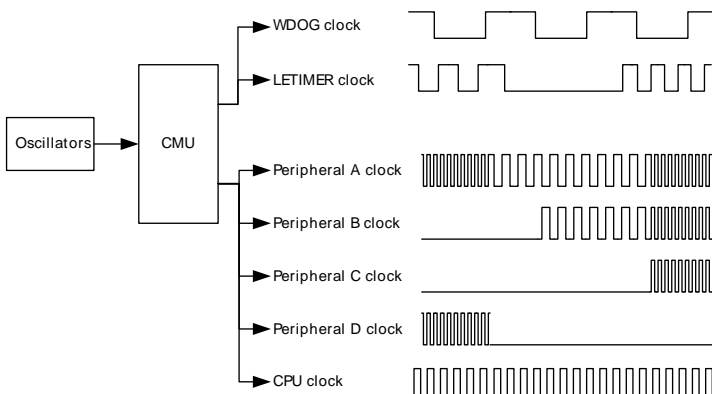 WDOG clock
LETIMER clock
Oscillators
CMU
Peripheral A clock
Peripheral B clock
Peripheral C clock
Peripheral D clock
CPU clock